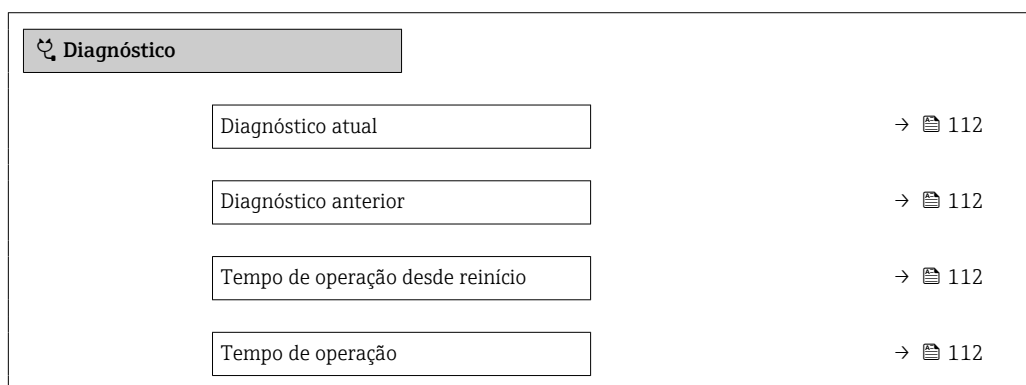 Diagnóstico
Diagnóstico atual → 112
Diagnóstico anterior → 112
Tempo de operação desde reinício → 112
Tempo de operação → 112